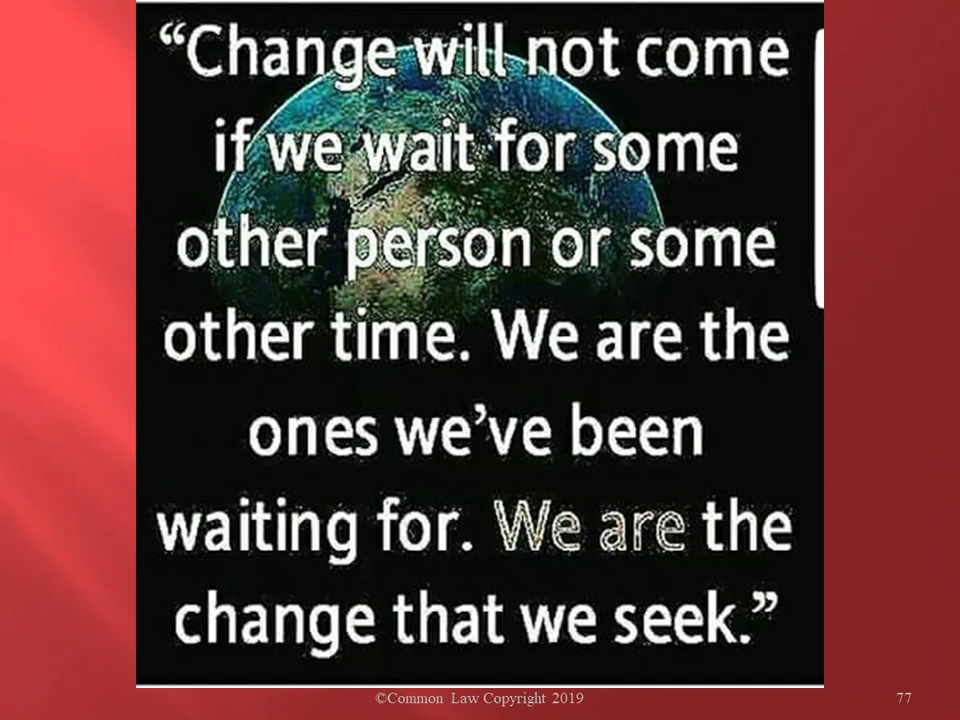 “Change will not come
if we wait for some
other person or some
other time. We are the
ones we’ve been
waiting for. We are the
change that we seek.”
©Common Law Copyright 2019
77